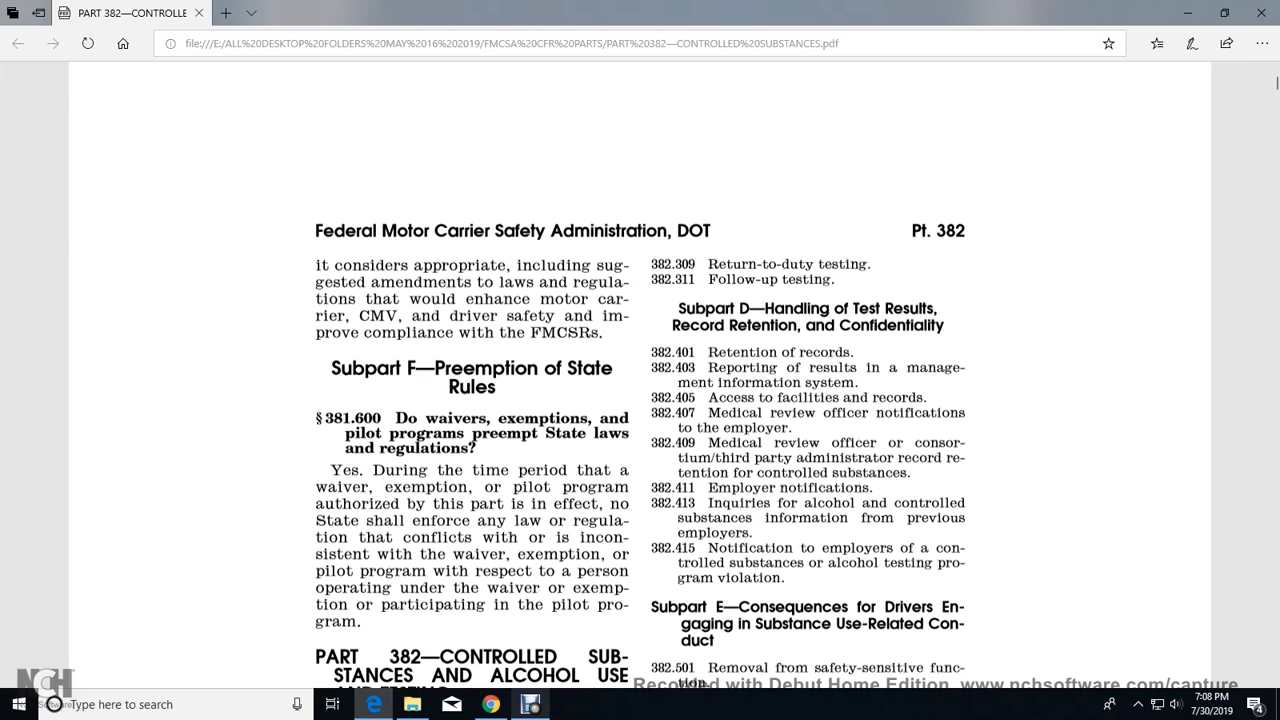 PART 382—CONTROLLE
file:///E:/ALL%20DESKTOP%20FOLDERS%20MAY%2016%202019/FMCSA%20CFR%20PARTS/PART%20382—CONTROLLED%20SUBSTANCES.pdf
Federal Motor Carrier Safety Administration, DOT
Pt. 382
it considers appropriate, including sug-
gested amendments to laws and regula-
tions that would enhance motor car-
rier, CMV, and driver safety and im-
prove compliance with the FMCSRs.
Subpart F—Preemption of State
Rules
§ 381.600 Do waivers, exemptions, and
pilot programs preempt State laws
and regulations?
Yes. During the time period that a
waiver, exemption, or pilot program
authorized by this part is in effect, no
State shall enforce any law or regula-
tion that conflicts with or is incon-
sistent with the waiver, exemption, or
pilot program with respect to a person
operating under the waiver or exemp-
tion or participating in the pilot pro-
gram.
PART 382—CONTROLLED SUB-
STANCES AND ALCOHOL USE
AND TESTING
382.309 Return-to-duty testing.
382.311 Follow-up testing.
Subpart D—Handling of Test Results,
Record Retention, and Confidentiality
382.401 Retention of records.
382.403 Reporting of results in a manage-
ment information system.
382.405 Access to facilities and records.
382.407 Medical review officer notifications
to the employer.
382.409 Medical review officer or consor-
tium/third party administrator record re-
tention for controlled substances.
382.411 Employer notifications.
382.413 Inquiries for alcohol and controlled
substances information from previous
employers.
382.415 Notification to employers of a con-
trolled substances or alcohol testing pro-
gram violation.
Subpart E—Consequences for Drivers En-
gaging in Substance Use-Related Con-
duct
382.501 Removal from safety-sensitive func-
tion.
Recorded with Debut Home Edition www.nchsoftware.com/capture
NCH
Software
Type here to search
7:08 PM
7/30/2019